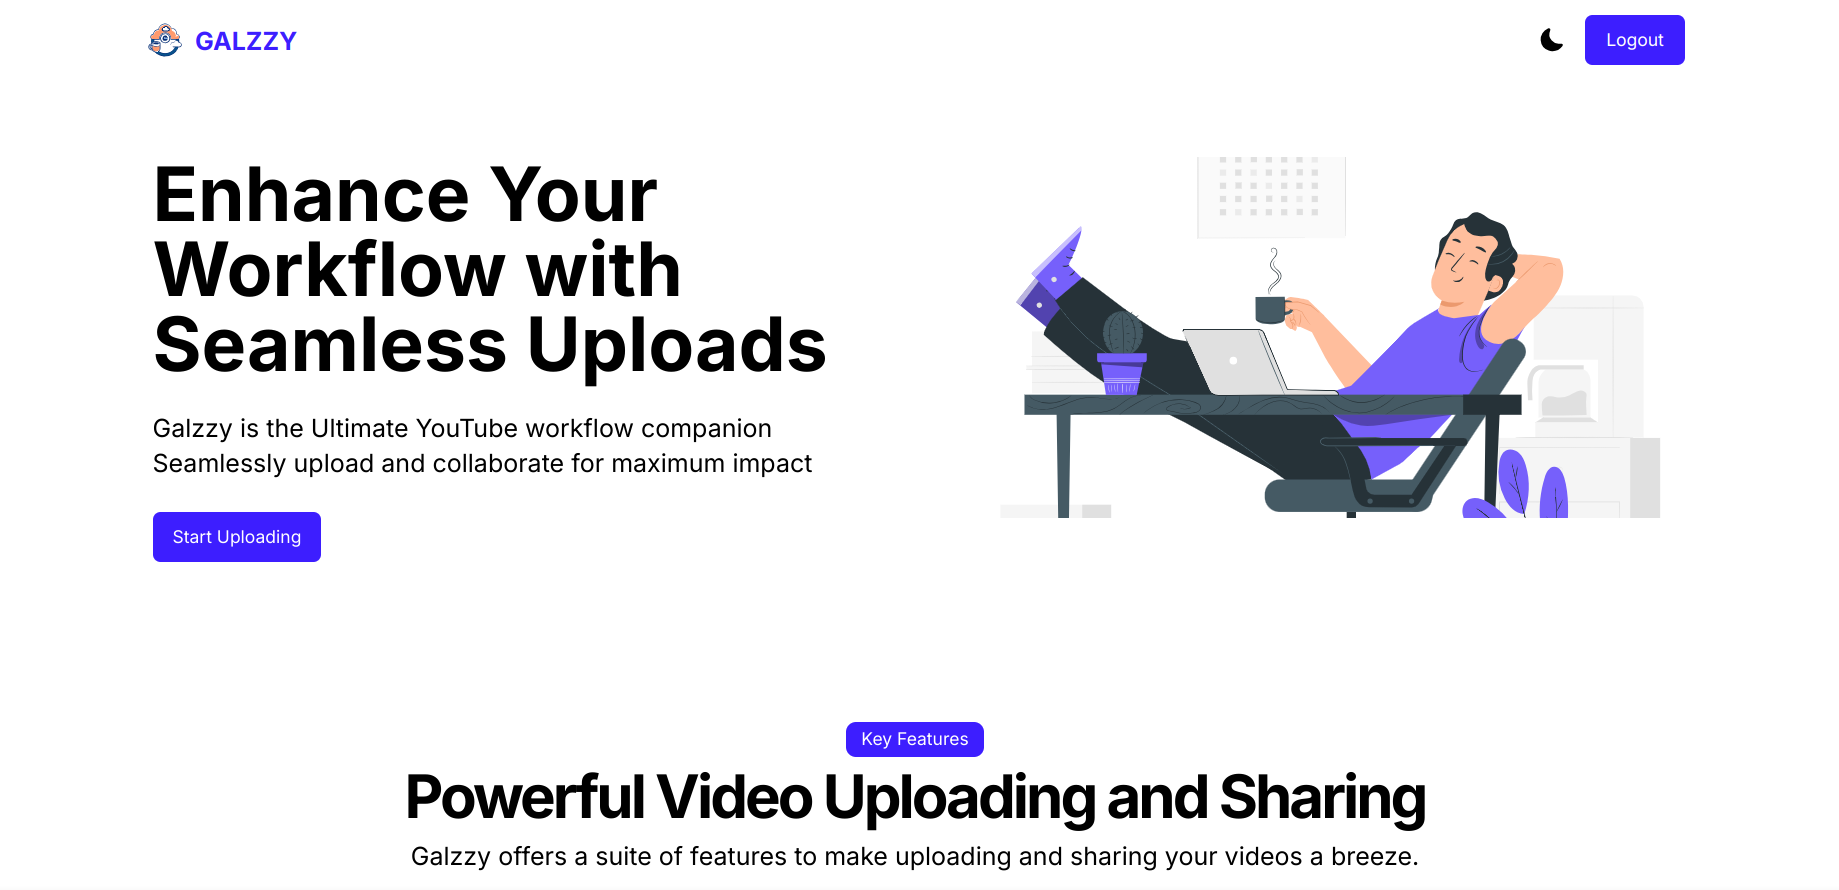 GALZZY
Logout
Enhance Your
Workflow with
Seamless Uploads
Galzzy is the Ultimate YouTube workflow companion
Seamlessly upload and collaborate for maximum impact
Start Uploading
Key Features
Powerful Video Uploading and Sharing
Galzzy offers a suite of features to make uploading and sharing your videos a breeze.